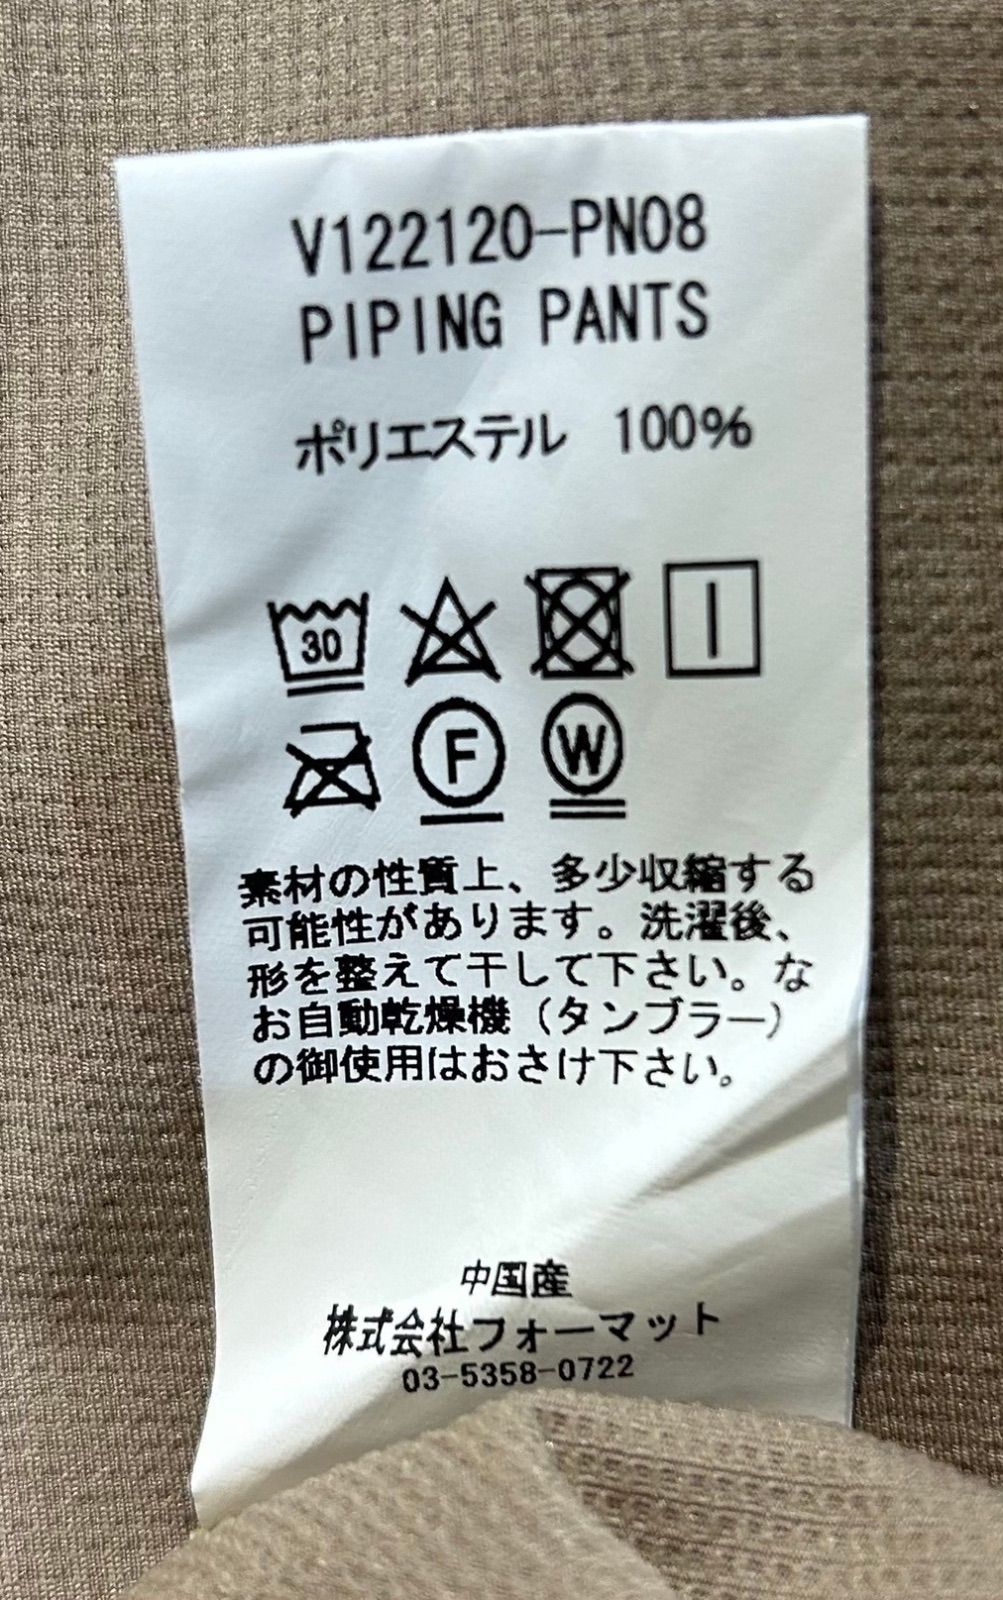 V122120-PN08
PIPING PANTS
ポリエステル 100%
30
F W
素材の性質上、多少収縮する
可能性があります。洗濯後、
形を整えて干して下さい。な
お自動乾燥機（タンブラー）
の御使用はおさけ下さい。
中国産
株式会社フォーマット
03-5358-0722